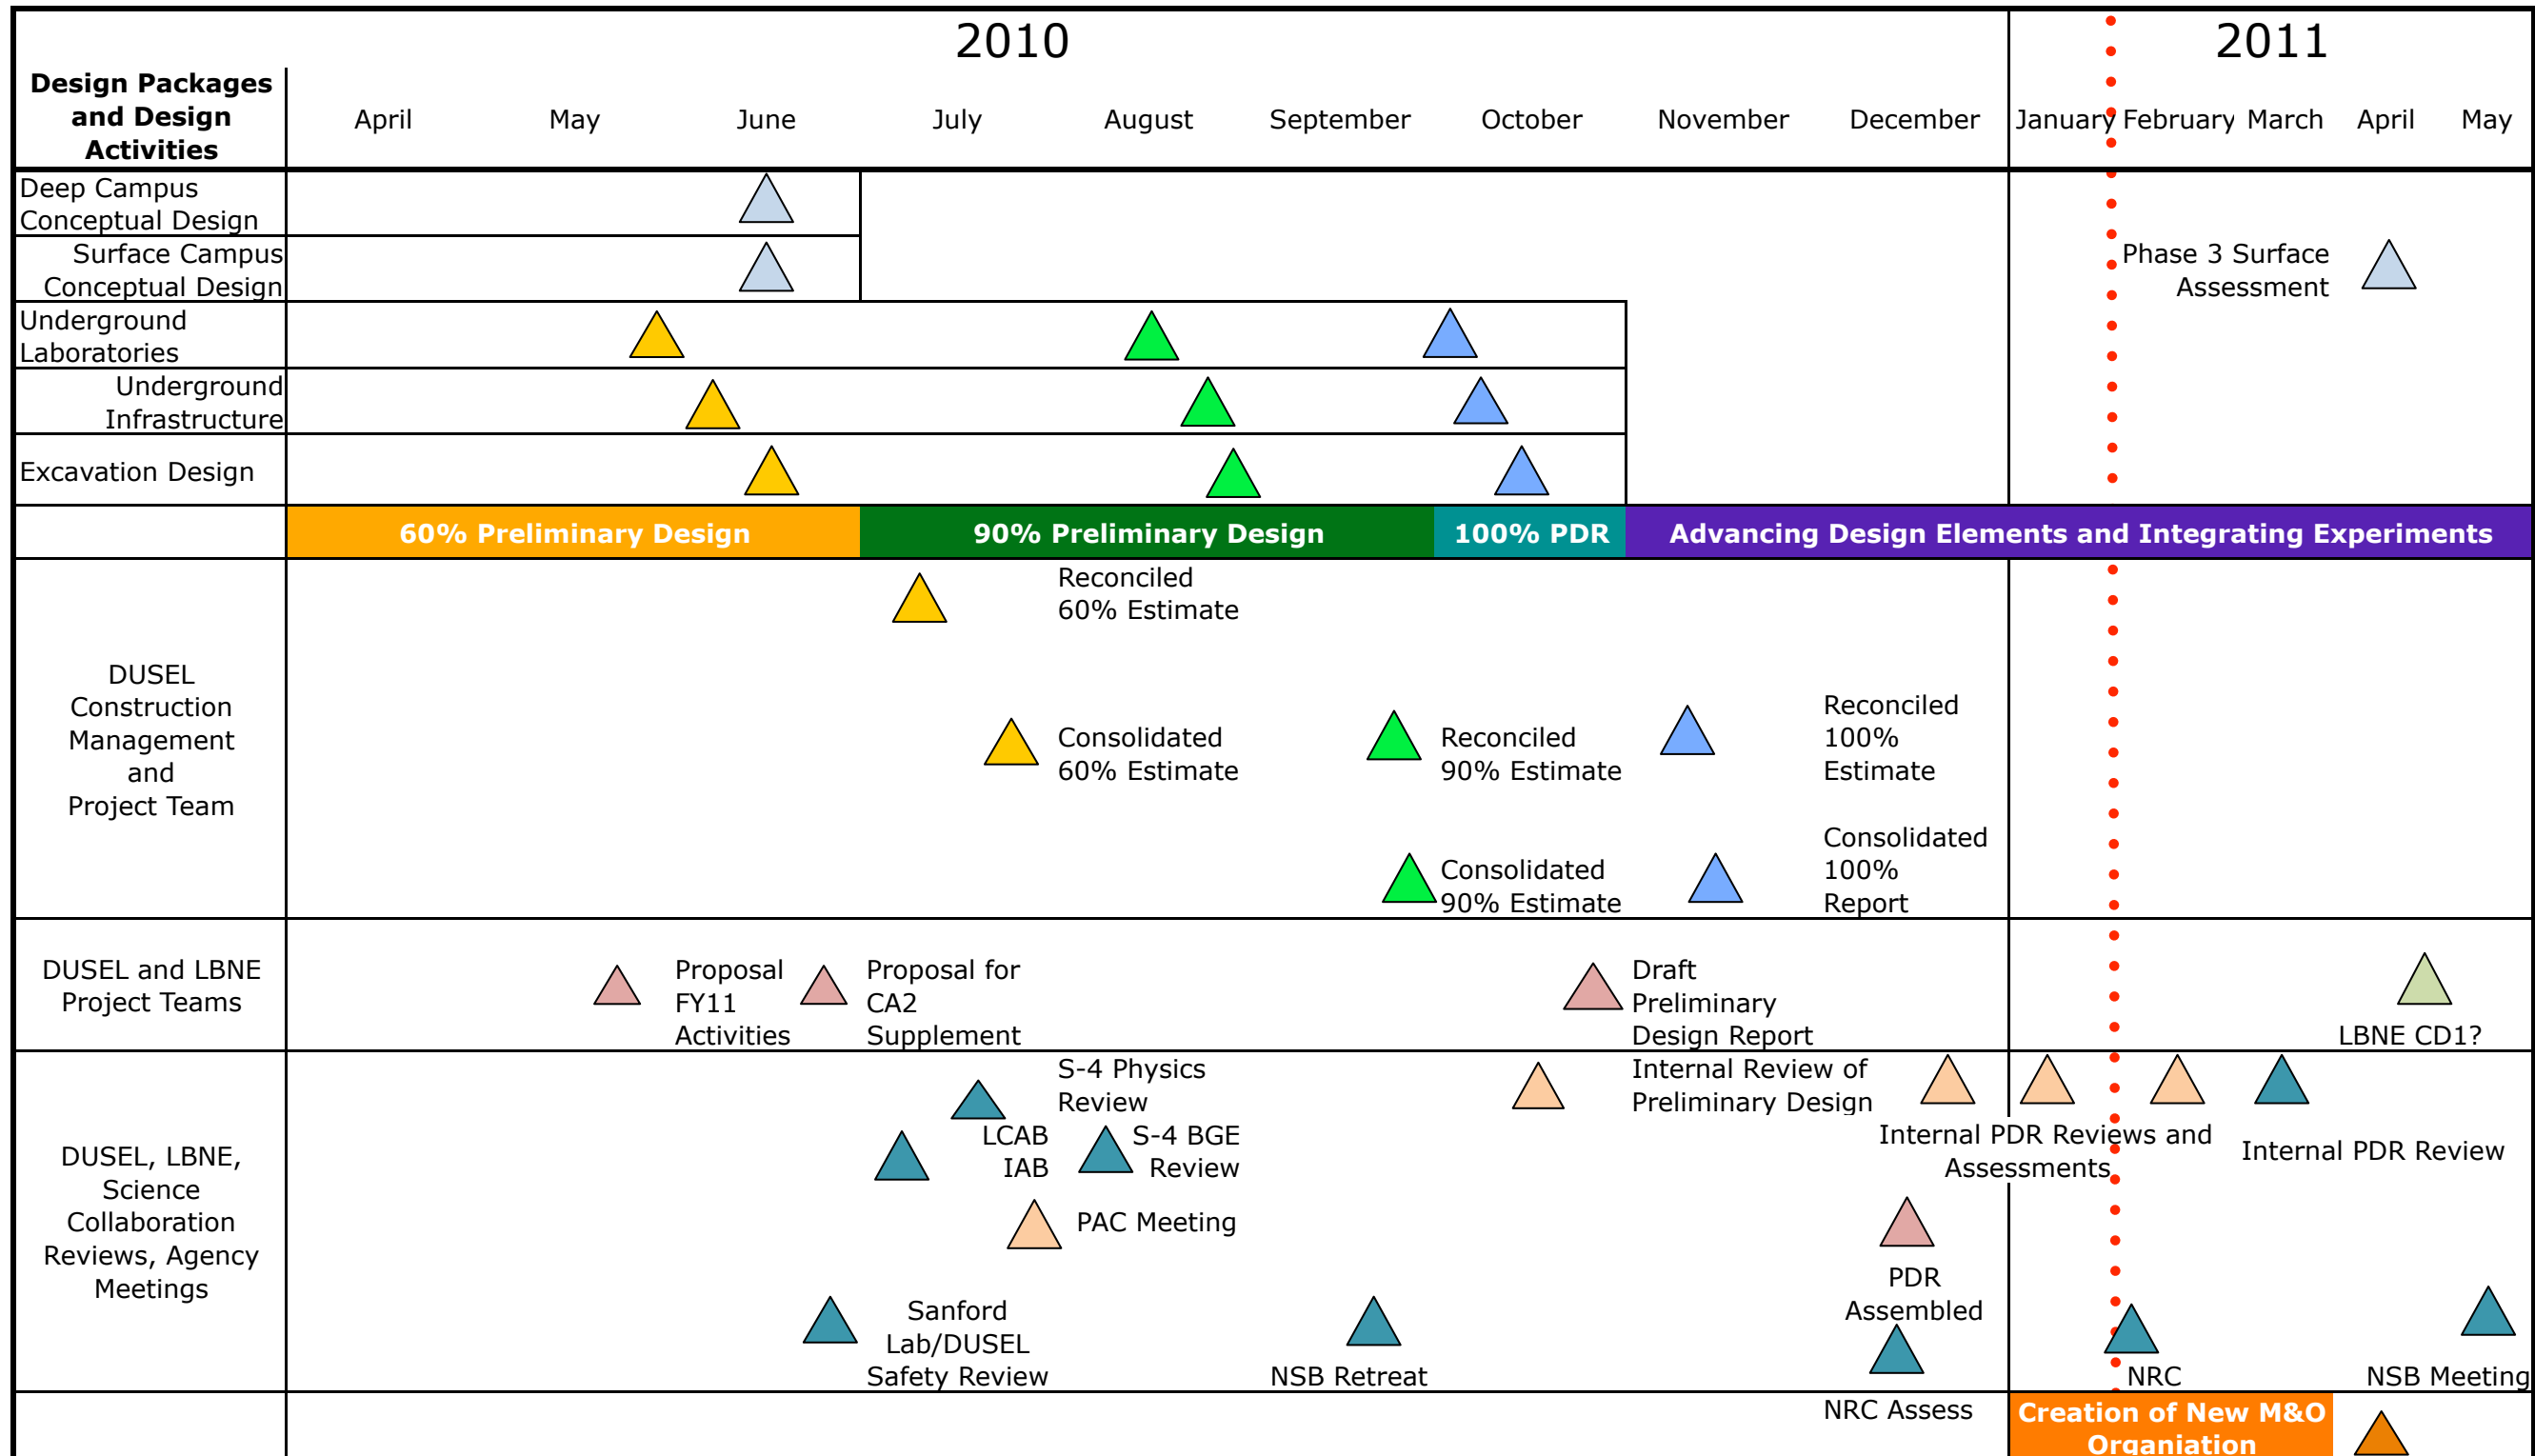 2010
2011
Design Packages
and Design
Activities
April
May
June
July
August
September
October
November
December
January
February
March
April
May
Deep Campus
Conceptual Design
Surface Campus
Conceptual Design
Phase 3 Surface
Assessment
Underground
Laboratories
Underground
Infrastructure
Excavation Design
60% Preliminary Design
90% Preliminary Design
100% PDR
Advancing Design Elements and Integrating Experiments
DUSEL
Construction
Management
and
Project Team
Reconciled
60% Estimate
Consolidated
60% Estimate
Reconciled
90% Estimate
Reconciled
100%
Estimate
Consolidated
90% Estimate
Consolidated
100%
Report
DUSEL and LBNE
Project Teams
Proposal
FY11
Activities
Proposal for
CA2
Supplement
Draft
Preliminary
Design Report
LBNE CD1?
DUSEL, LBNE,
Science
Collaboration
Reviews, Agency
Meetings
S-4 Physics
Review
LCAB
IAB
S-4 BGE
Review
PAC Meeting
Sanford
Lab/DUSEL
Safety Review
NSB Retreat
Internal Review of
Preliminary Design
Internal PDR Reviews and
Assessments
Internal PDR Review
PDR
Assembled
NRC
NSB Meeting
NRC Assess
Creation of New M&O
Organiation